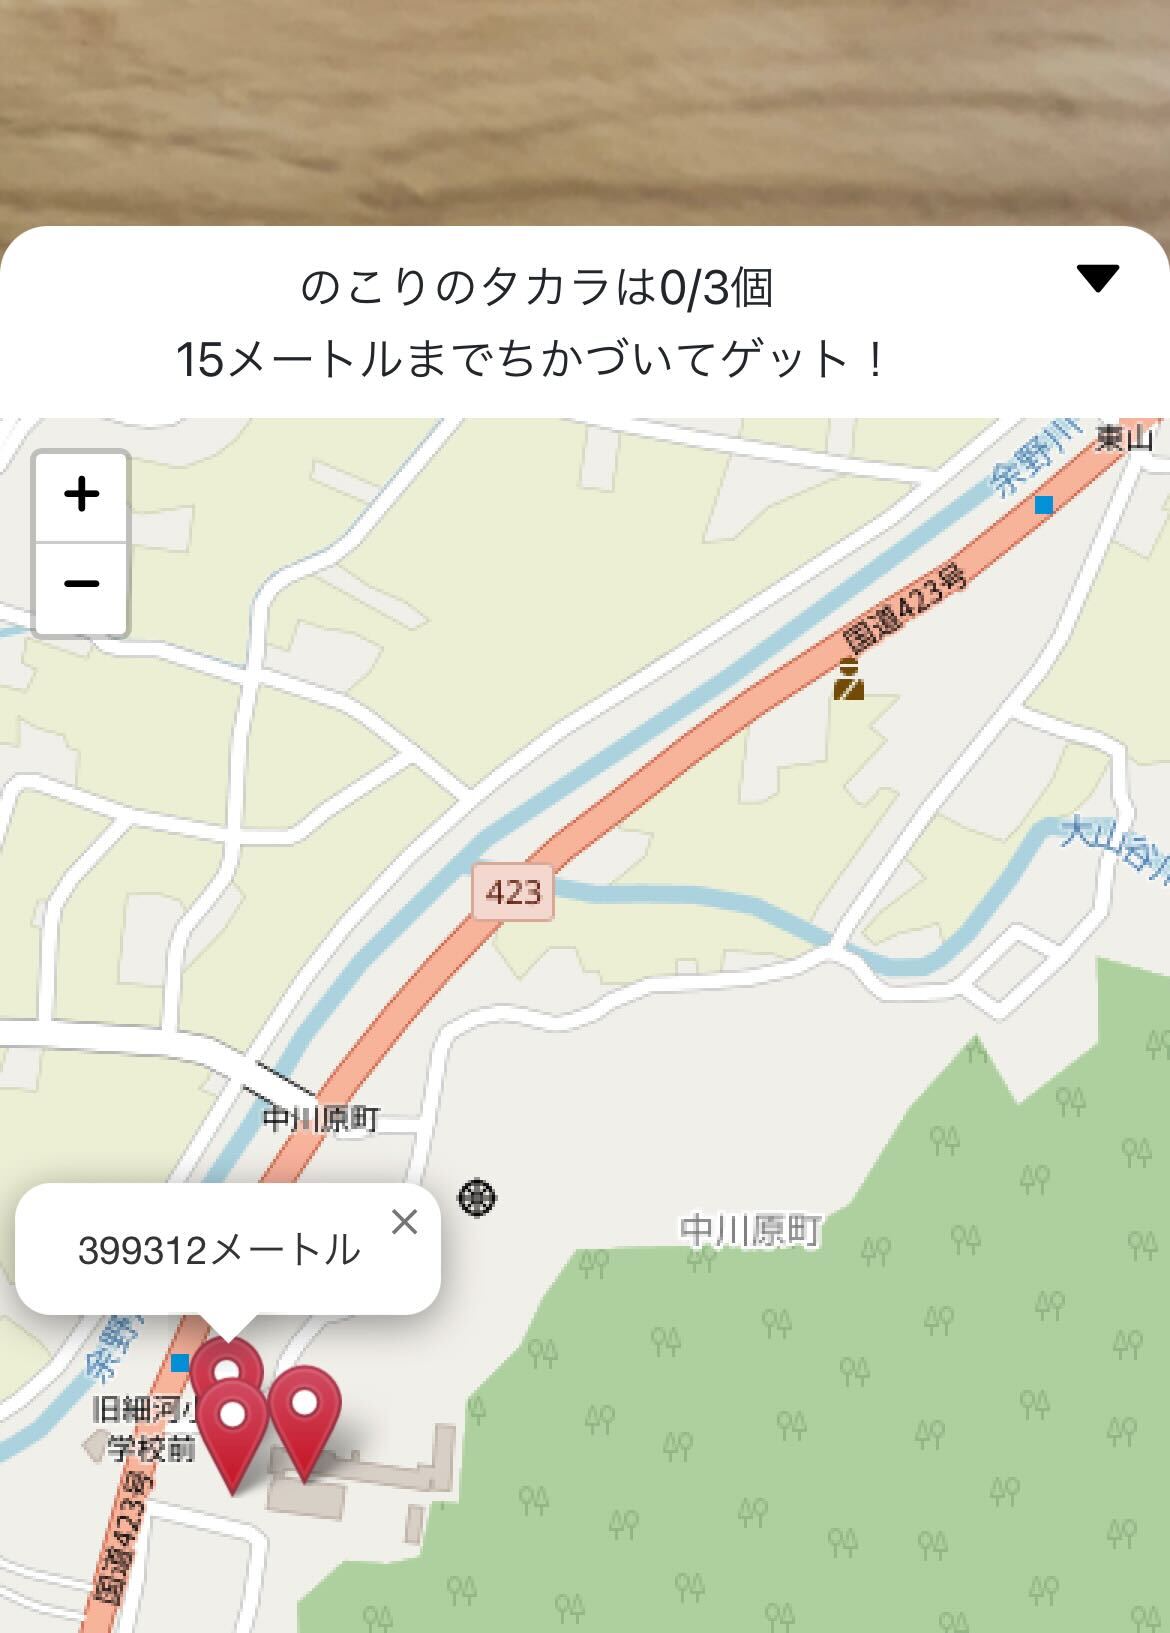 のこりのタカラは0/3個
15メートルまでちかづいてゲット！
+
−
余野川
東山
国道423号
大山谷
423
中川原町
399312メートル
×
中川原町
余野
旧細河小
学校前
国道423号